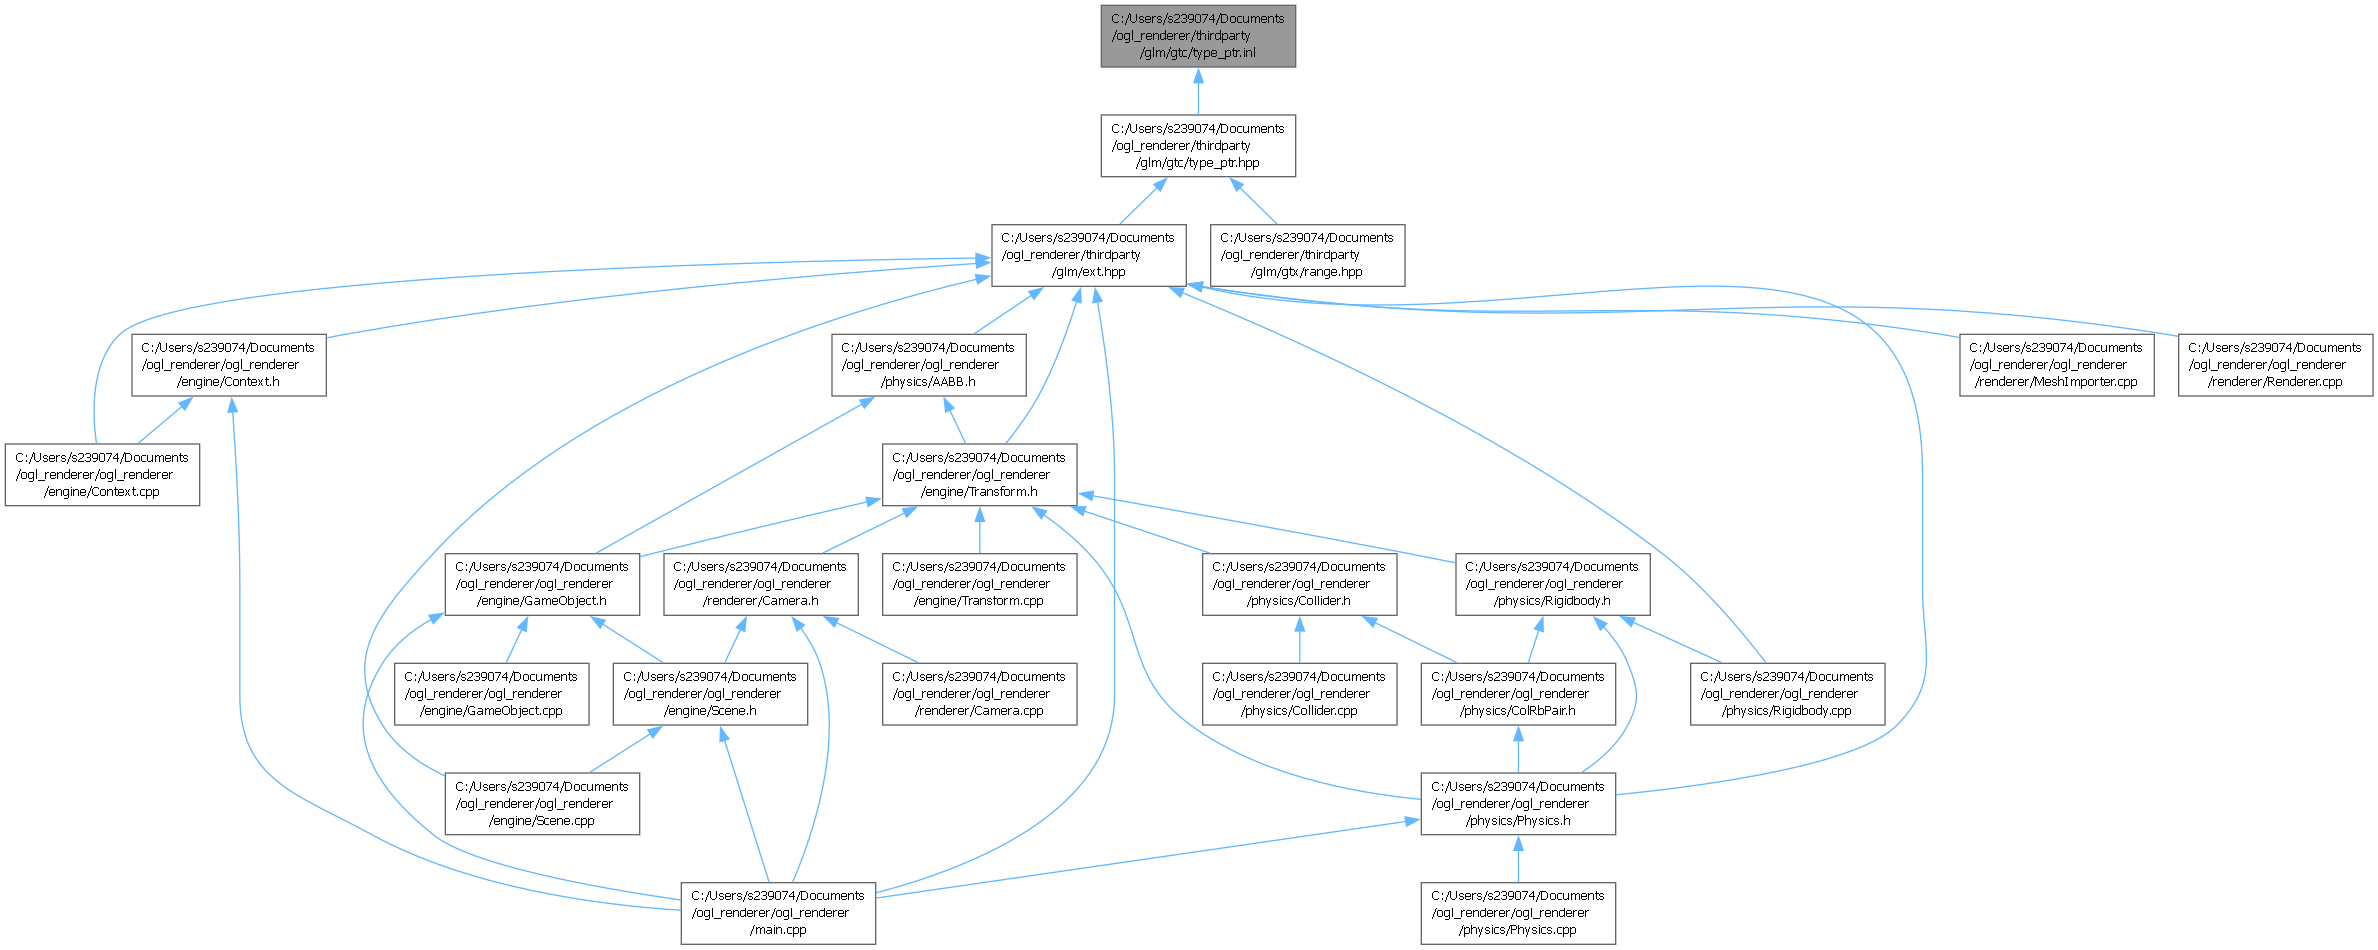 C:/Users/s239074/Documents
/ogl_renderer/thirdparty
/glm/gtc/type_ptr.inl
C:/Users/s239074/Documents
/ogl_renderer/thirdparty
/glm/gtc/type_ptr.hpp
C:/Users/s239074/Documents
/ogl_renderer/thirdparty
/glm/ext.hpp
C:/Users/s239074/Documents
/ogl_renderer/thirdparty
/glm/gtx/range.hpp
C:/Users/s239074/Documents
/ogl_renderer/ogl_renderer
/engine/Context.h
C:/Users/s239074/Documents
/ogl_renderer/ogl_renderer
/physics/AABB.h
C:/Users/s239074/Documents
/ogl_renderer/ogl_renderer
/renderer/MeshImporter.cpp
C:/Users/s239074/Documents
/ogl_renderer/ogl_renderer
/renderer/Renderer.cpp
C:/Users/s239074/Documents
/ogl_renderer/ogl_renderer
/engine/Context.cpp
C:/Users/s239074/Documents
/ogl_renderer/ogl_renderer
/engine/Transform.h
C:/Users/s239074/Documents
/ogl_renderer/ogl_renderer
/engine/GameObject.h
C:/Users/s239074/Documents
/ogl_renderer/ogl_renderer
/renderer/Camera.h
C:/Users/s239074/Documents
/ogl_renderer/ogl_renderer
/engine/Transform.cpp
C:/Users/s239074/Documents
/ogl_renderer/ogl_renderer
/physics/Collider.h
C:/Users/s239074/Documents
/ogl_renderer/ogl_renderer
/physics/Rigidbody.h
C:/Users/s239074/Documents
/ogl_renderer/ogl_renderer
/engine/GameObject.cpp
C:/Users/s239074/Documents
/ogl_renderer/ogl_renderer
/engine/Scene.h
C:/Users/s239074/Documents
/ogl_renderer/ogl_renderer
/renderer/Camera.cpp
C:/Users/s239074/Documents
/ogl_renderer/ogl_renderer
/physics/Collider.cpp
C:/Users/s239074/Documents
/ogl_renderer/ogl_renderer
/physics/ColRbPair.h
C:/Users/s239074/Documents
/ogl_renderer/ogl_renderer
/physics/Rigidbody.cpp
C:/Users/s239074/Documents
/ogl_renderer/ogl_renderer
/engine/Scene.cpp
C:/Users/s239074/Documents
/ogl_renderer/ogl_renderer
/physics/Physics.h
C:/Users/s239074/Documents
/ogl_renderer/ogl_renderer
/main.cpp
C:/Users/s239074/Documents
/ogl_renderer/ogl_renderer
/physics/Physics.cpp